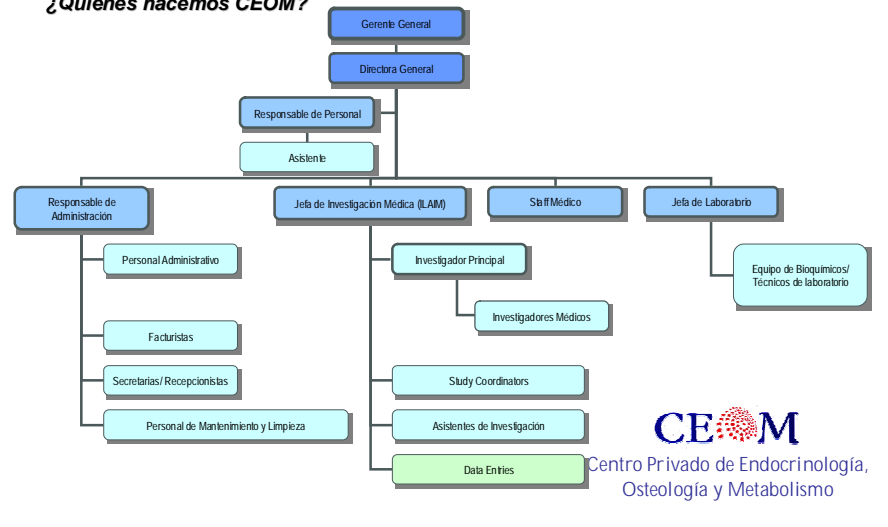 ¿Quiénes hacemos CEOM?
Gerente General
Directora General
Responsable de Personal
Asistente
Responsable de
Administración
Jefa de Investigación Médica (ILAIM)
Staff Médico
Jefa de Laboratorio
Personal Administrativo
Investigador Principal
Equipo de Bioquímicos/
Técnicos de laboratorio
Investigadores Médicos
Facturistas
Secretarias/ Recepcionistas
Study Coordinators
Personal de Mantenimiento y Limpieza
Asistentes de Investigación
Data Entries
CEOM
Centro Privado de Endocrinología,
Osteología y Metabolismo